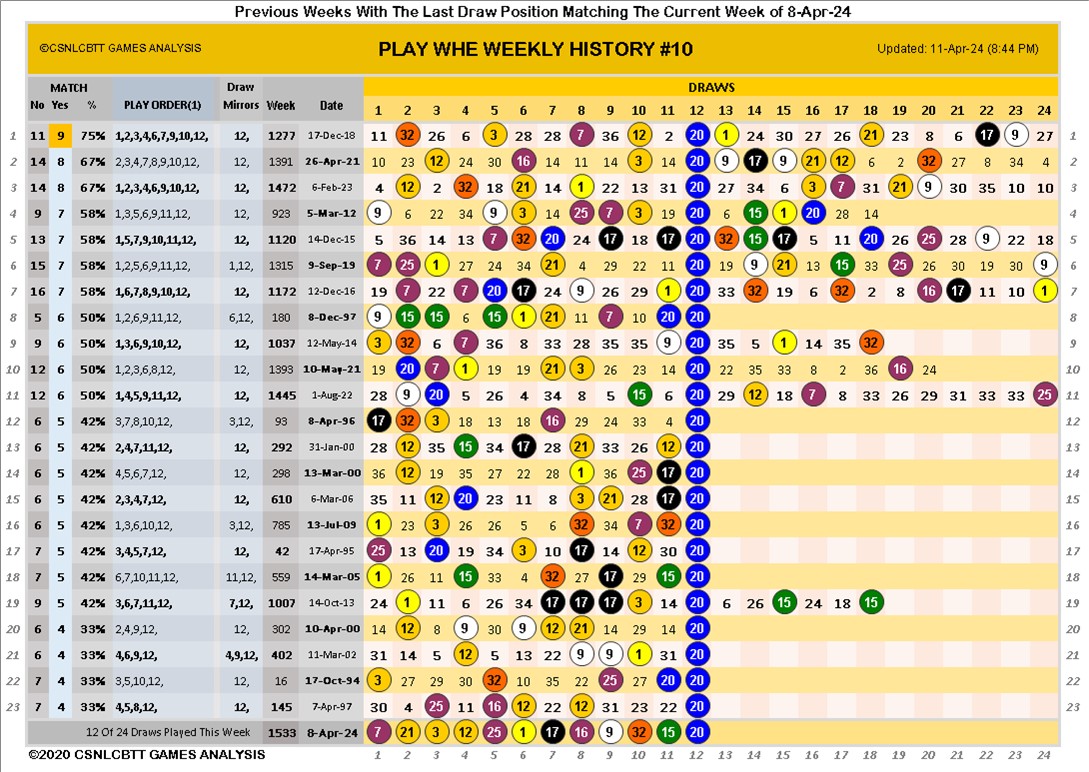 Previous Weeks With The Last Draw Position Matching The Current Week of 8-Apr-24
©CSNLCBTT GAMES ANALYSIS PLAY WHE WEEKLY HISTORY #10 Updated: 11-Apr-24 (8:44 PM)
MATCH Draw DRAWS
No Yes % PLAY ORDER(1) Mirrors Week Date 1 2 3 4 5 6 7 8 9 10 11 12 13 14 15 16 17 18 19 20 21 22 23 24
1 11 9 75% 1,2,3,4,6,7,9,10,12, 12, 1277 17-Dec-18 11 32 26 6 3 28 28 7 36 12 2 20 1 24 30 27 26 21 23 8 6 17 9 27 1
2 14 8 67% 2,3,4,7,8,9,10,12, 12, 1391 26-Apr-21 10 23 12 24 30 16 14 11 14 3 14 20 9 17 9 21 12 6 2 32 27 8 34 4 2
3 14 8 67% 1,2,3,4,6,9,10,12, 12, 1472 6-Feb-23 4 12 2 32 18 21 14 1 22 13 31 20 27 34 6 3 7 31 21 9 30 35 10 10 3
4 9 7 58% 1,3,5,6,9,11,12, 12, 923 5-Mar-12 9 6 22 34 9 3 14 25 7 3 19 20 6 15 1 20 28 14 4
5 13 7 58% 1,5,7,9,10,11,12, 12, 1120 14-Dec-15 5 36 14 13 7 32 20 24 17 18 17 20 32 15 17 5 11 20 26 25 28 9 22 18 5
6 15 7 58% 1,2,5,6,9,11,12, 1,12, 1315 9-Sep-19 7 25 1 27 24 34 21 4 29 22 11 20 19 9 21 13 15 33 25 26 30 19 30 9 6
7 16 7 58% 1,6,7,8,9,10,12, 12, 1172 12-Dec-16 19 7 22 7 20 17 24 9 26 29 1 20 33 32 19 6 32 2 8 16 17 11 10 1 7
8 5 6 50% 1,2,6,9,11,12, 6,12, 180 8-Dec-97 9 15 15 6 15 1 21 11 7 8 20 20 8
9 9 6 50% 1,3,6,9,10,12, 12, 1037 12-May-14 3 32 6 7 36 8 33 28 35 35 9 20 35 15 1 14 35 32 9
10 12 6 50% 1,2,3,6,8,12, 12, 1393 10-May-21 19 20 7 1 19 19 21 3 26 28 14 20 22 35 33 8 2 36 16 24 10
11 12 6 50% 1,4,5,9,11,12, 12, 1445 1-Aug-22 28 9 20 5 26 4 34 8 5 15 6 20 29 12 18 7 8 33 26 29 31 33 33 25 11
12 6 5 42% 3,7,8,10,12, 3,12, 93 8-Apr-96 17 32 3 18 13 18 16 29 24 33 4 20 12
13 6 5 42% 2,4,7,11,12, 12, 292 31-Jan-00 28 12 35 15 34 17 28 21 33 26 12 20 13
14 6 5 42% 4,5,6,7,12, 12, 298 13-Mar-00 36 12 19 35 27 22 28 1 36 25 17 20 14
15 6 5 42% 2,3,4,7,12, 12, 610 6-Mar-06 35 11 12 20 23 11 8 3 21 28 17 20 15
16 6 5 42% 1,3,6,10,12, 3,12, 785 13-Jul-09 1 23 3 26 26 5 6 32 34 7 32 20 16
17 7 5 42% 3,4,5,7,12, 12, 42 17-Apr-95 25 13 20 19 34 3 10 17 14 12 30 20 17
18 7 5 42% 6,7,10,11,12, 11,12, 559 14-Mar-05 1 26 11 15 33 4 32 27 17 29 15 20 18
19 9 5 42% 3,6,7,11,12, 7,12, 1007 14-Oct-13 24 1 11 6 26 34 17 17 17 3 14 20 6 26 15 24 18 15 19
20 6 4 33% 2,4,9,12, 12, 302 10-Apr-00 14 12 8 9 30 9 12 21 14 29 14 20 20
21 6 4 33% 4,6,9,12, 4,9,12, 402 11-Mar-02 31 14 5 12 5 13 22 9 9 1 31 20 21
22 7 4 33% 3,5,10,12, 12, 16 17-Oct-94 3 27 29 30 32 10 35 22 25 27 20 20 22
23 7 4 33% 4,5,8,12, 12, 145 7-Apr-97 30 4 25 11 16 12 22 12 31 23 22 20 23
12 Of 24 Draws Played This Week 1533 8-Apr-24 7 21 3 12 25 1 17 16 9 32 15 20
©2020 CSNLCBTT GAMES ANALYSIS 1 2 3 4 5 6 7 8 9 10 11 12 13 14 15 16 17 18 19 20 21 22 23 24